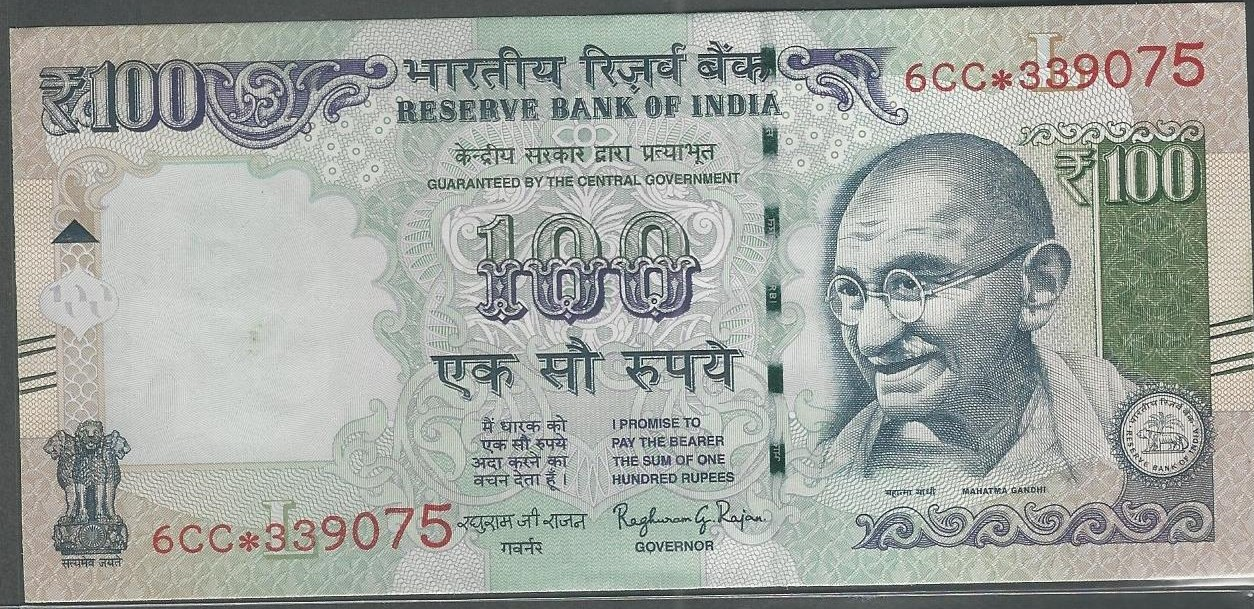 ₹100
भारतीय रिज़र्व बैंक
RESERVE BANK OF INDIA
6CC*339075
L
केन्द्रीय सरकार द्वारा प्रत्याभूत
GUARANTEED BY THE CENTRAL GOVERNMENT
₹100
100
एक सौ रुपये
मैं धारक को
एक सौ रुपये
अदा करने का
वचन देता हूँ ।
I PROMISE TO
PAY THE BEARER
THE SUM OF ONE
HUNDRED RUPEES
RBI
RESERVE BANK OF INDIA
महात्मा गांधी
MAHATMA GANDHI
6CC*339075
L
रघुराम जी राजन
गवर्नर
Raghuram G. Rajan
GOVERNOR
सत्यमेव जयते